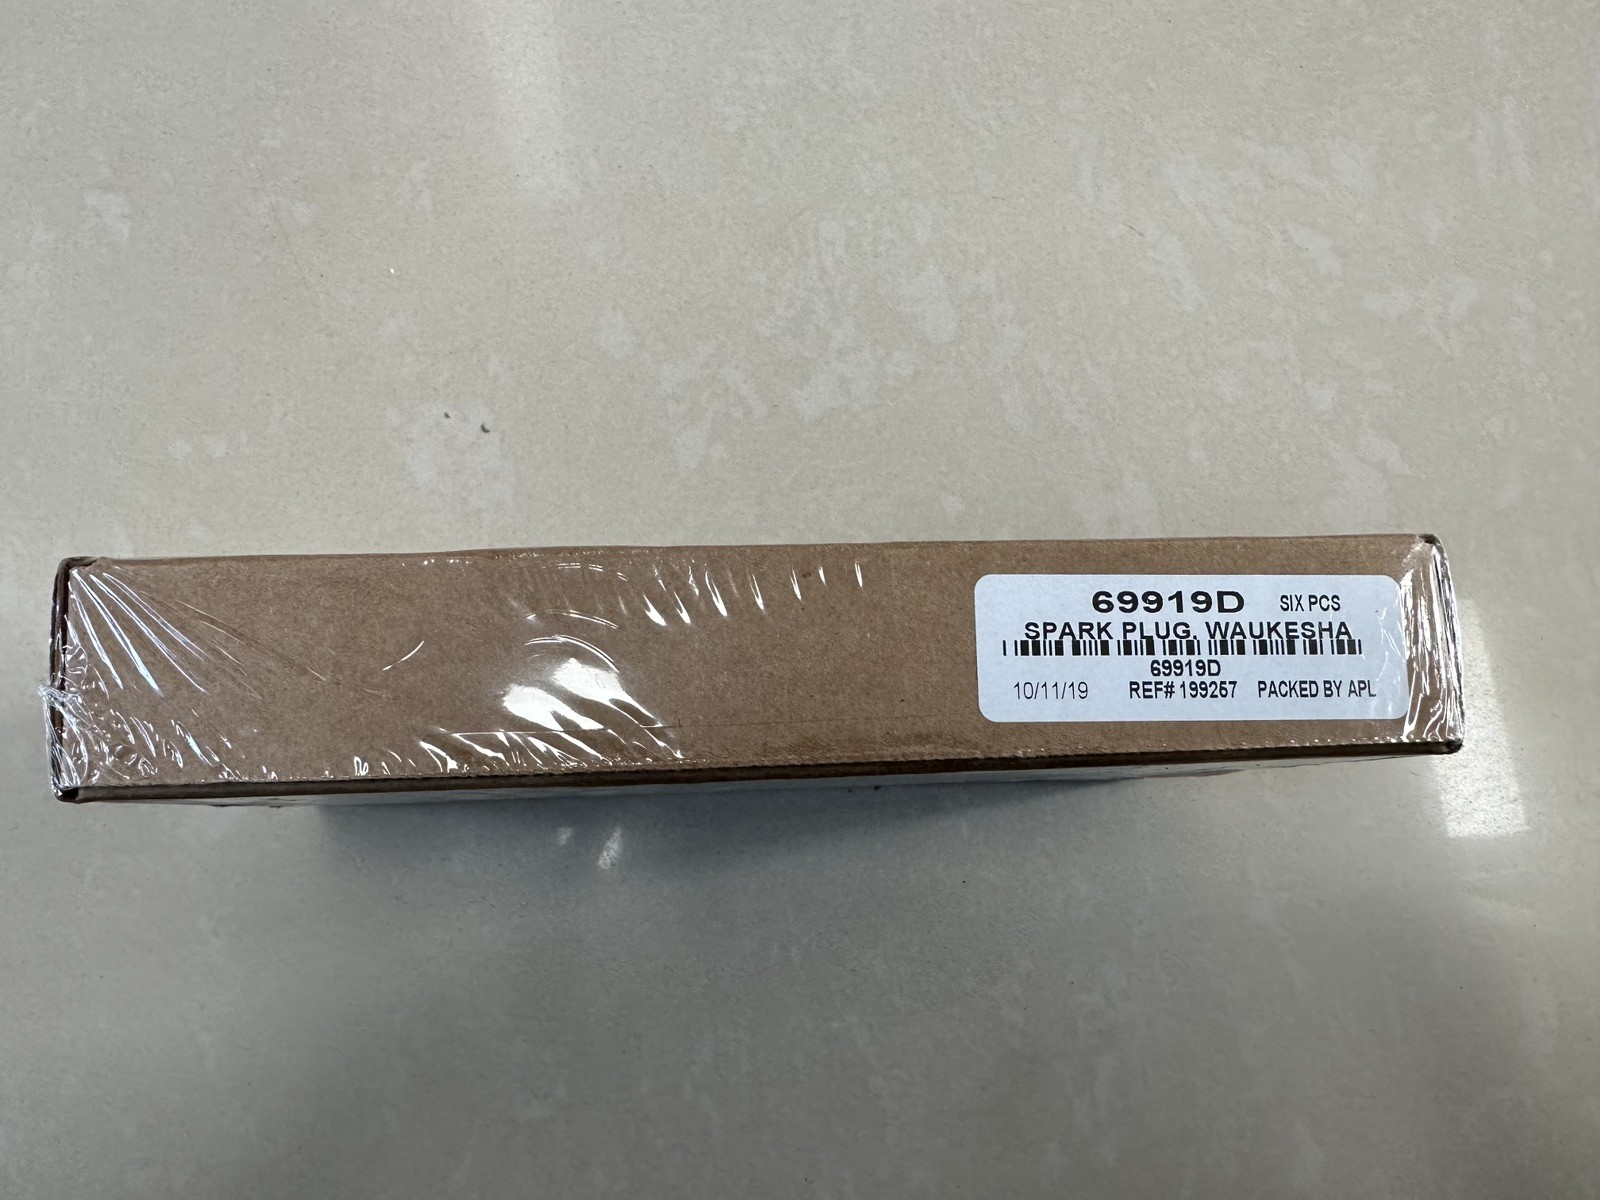 69919D SIX PCS
SPARK PLUG, WAUKESHA
69919D
10/11/19 REF# 199257 PACKED BY APL